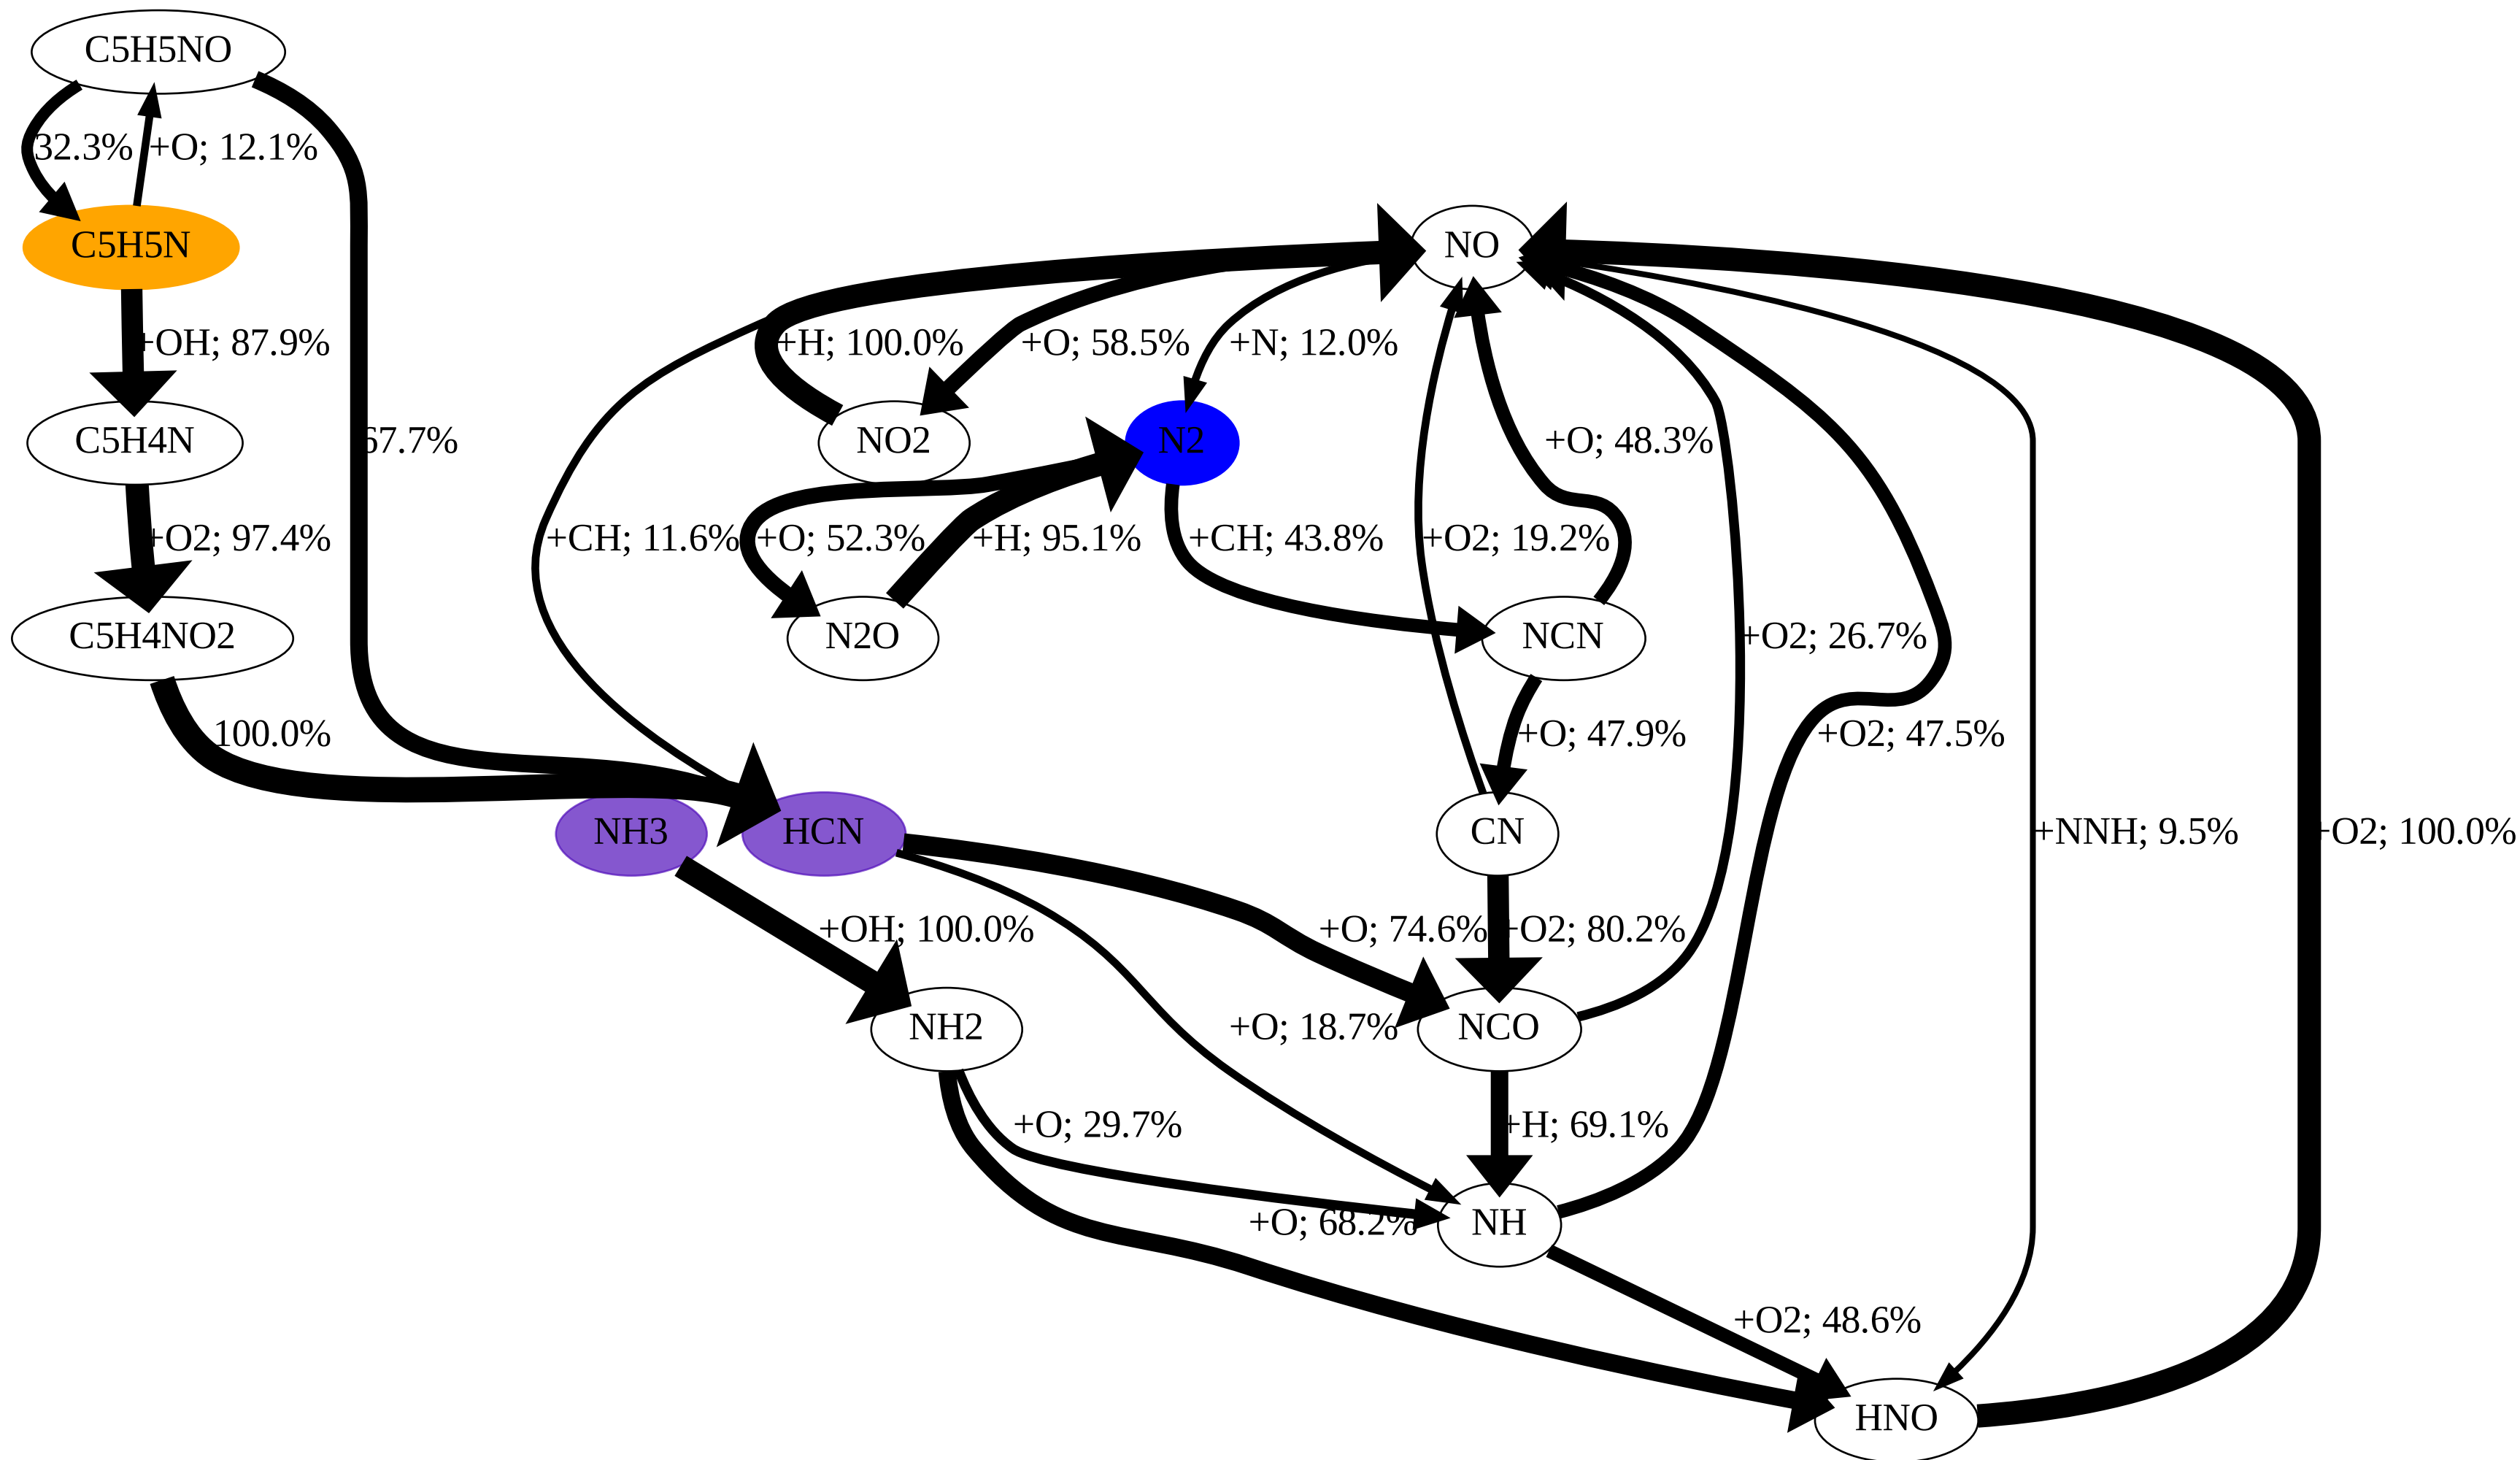 C5H5NO
32.3%
+O; 12.1%
C5H5N
NO
+OH; 87.9%
+H; 100.0%
+O; 58.5%
+N; 12.0%
C5H4N
67.7%
NO2
N2
+O; 48.3%
+O2; 97.4%
+CH; 11.6%
+O; 52.3%
+H; 95.1%
+CH; 43.8%
+O2; 19.2%
C5H4NO2
N2O
NCN
+O2; 26.7%
100.0%
+O; 47.9%
+O2; 47.5%
NH3
HCN
CN
+NNH; 9.5%
+O2; 100.0%
+OH; 100.0%
+O; 74.6%
+O2; 80.2%
NH2
+O; 18.7%
NCO
+O; 29.7%
+H; 69.1%
+O; 68.2%
NH
+O2; 48.6%
HNO